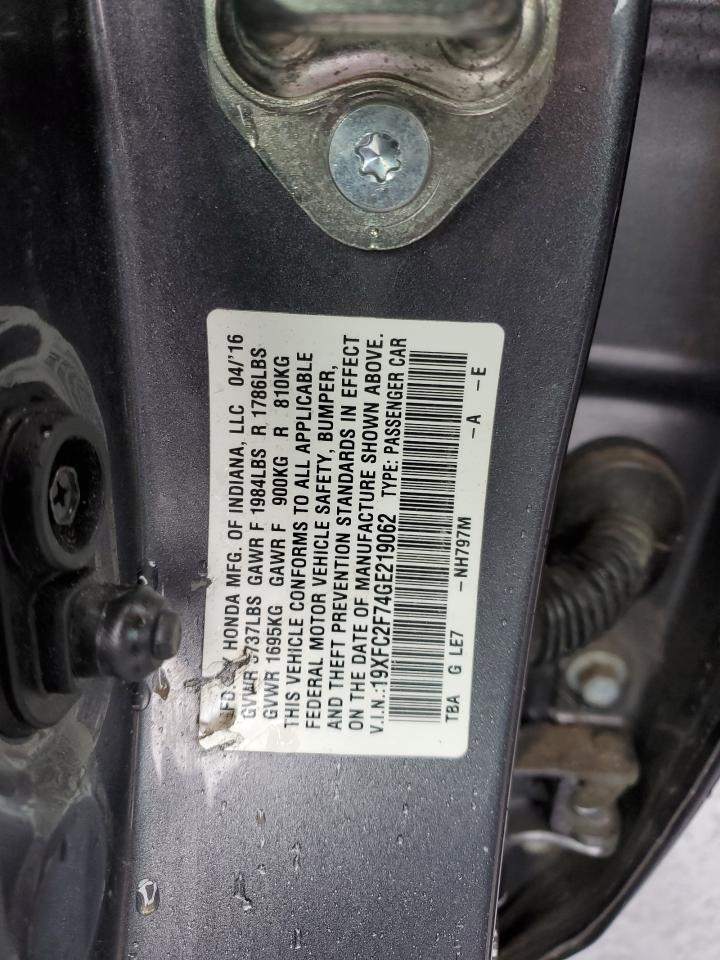 HONDA MFG. OF INDIANA, LLC 04/'16
GVWR 3737LBS GAWR F 1984LBS R 1786LBS
GVWR 1695KG GAWR F 900KG R 810KG
THIS VEHICLE CONFORMS TO ALL APPLICABLE
FEDERAL MOTOR VEHICLE SAFETY, BUMPER,
AND THEFT PREVENTION STANDARDS IN EFFECT
ON THE DATE OF MANUFACTURE SHOWN ABOVE.
V.I.N.:19XFC2F74GE219062 TYPE: PASSENGER CAR
TBA G LE7 – NH797M – A – E